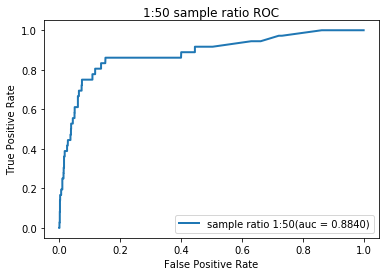 1:50 sample ratio ROC
1.0
0.8
0.6
0.4
0.2
0.0
True Positive Rate
sample ratio 1:50(auc = 0.8840)
0.0 0.2 0.4 0.6 0.8 1.0
False Positive Rate